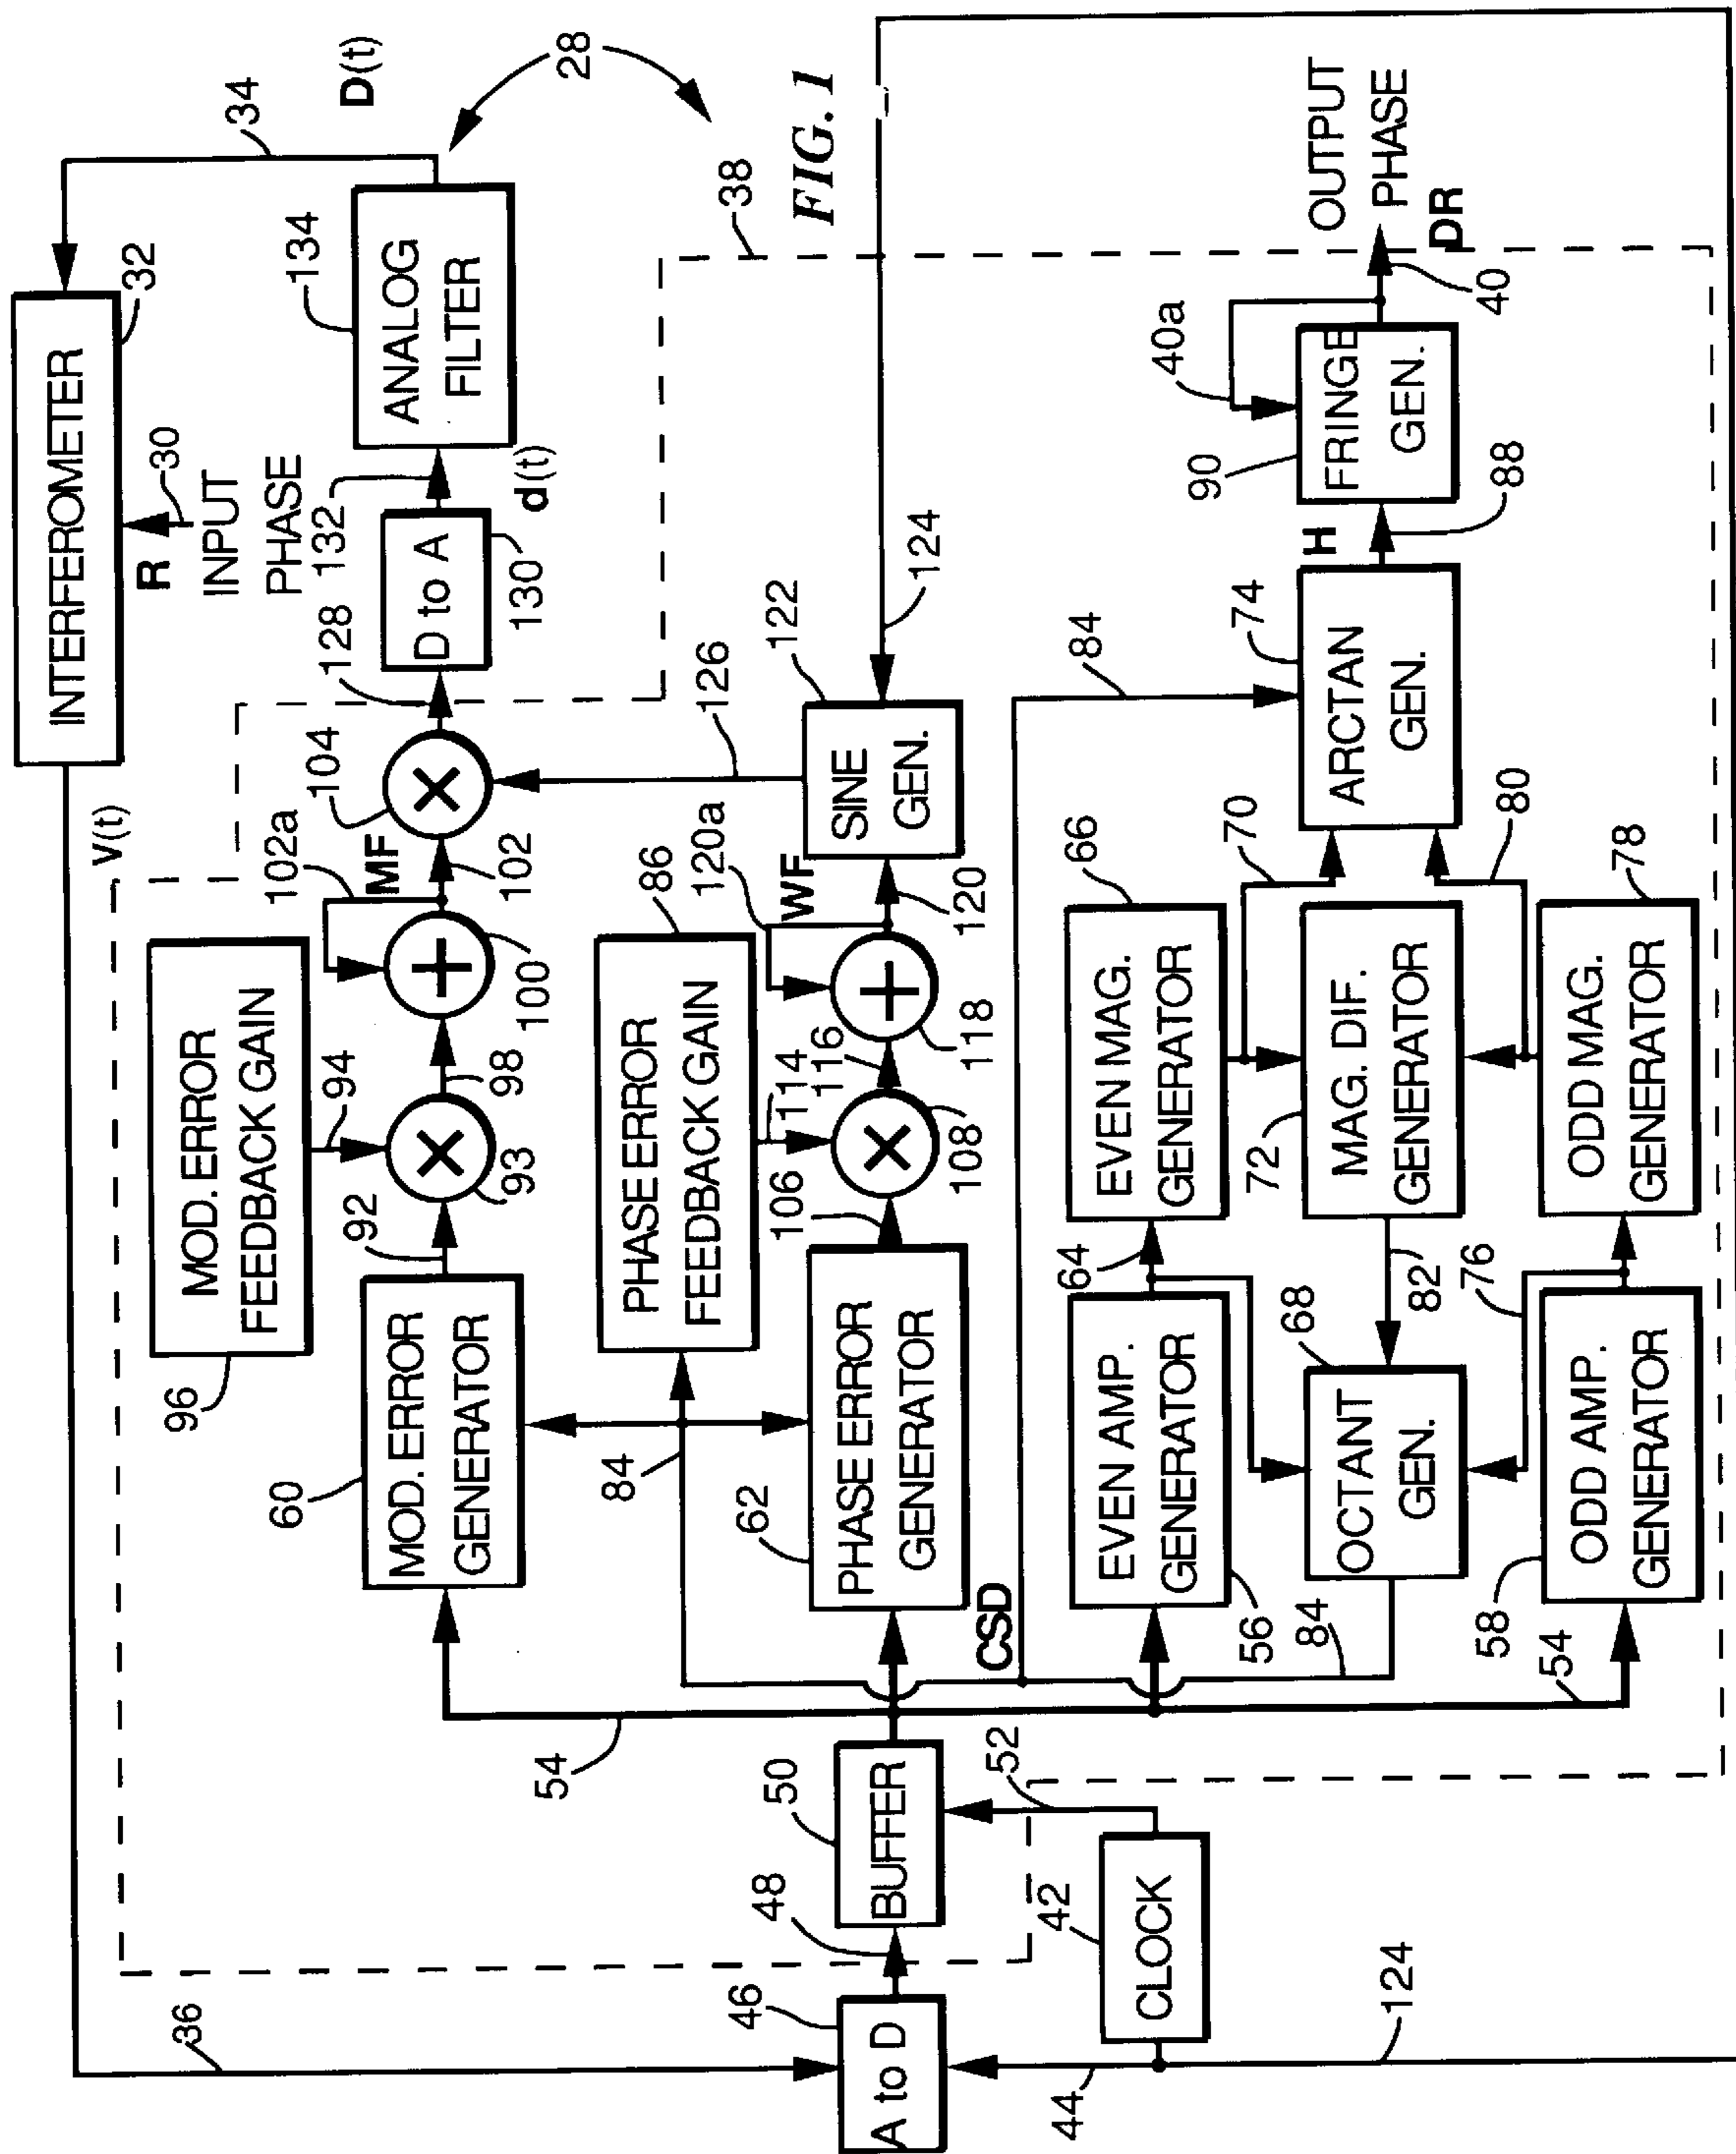 INTERFEROMETER
32
34
D(t)
28
R
30
INPUT
PHASE
V(t)
36
134
ANALOG
FILTER
132
d(t)
D to A
130
128
104
×
102a
MF
102
+
100
98
MOD. ERROR
FEEDBACK GAIN
96
94
×
93
92
60
MOD. ERROR
GENERATOR
38
FIG. 1
126
122
SINE
GEN.
124
120a
WF
120
+
118
116
114
86
PHASE ERROR
FEEDBACK GAIN
×
108
106
84
62
PHASE ERROR
GENERATOR
CSD
54
50
BUFFER
48
46
A to D
52
42
CLOCK
44
124
56
EVEN AMP.
GENERATOR
64
66
EVEN MAG.
GENERATOR
70
84
74
ARCTAN
GEN.
H
88
90
FRINGE
GEN.
40a
40
OUTPUT
PHASE
DR
72
MAG. DIF.
GENERATOR
82
68
OCTANT
GEN.
84
76
80
78
ODD MAG.
GENERATOR
58
ODD AMP.
GENERATOR
54